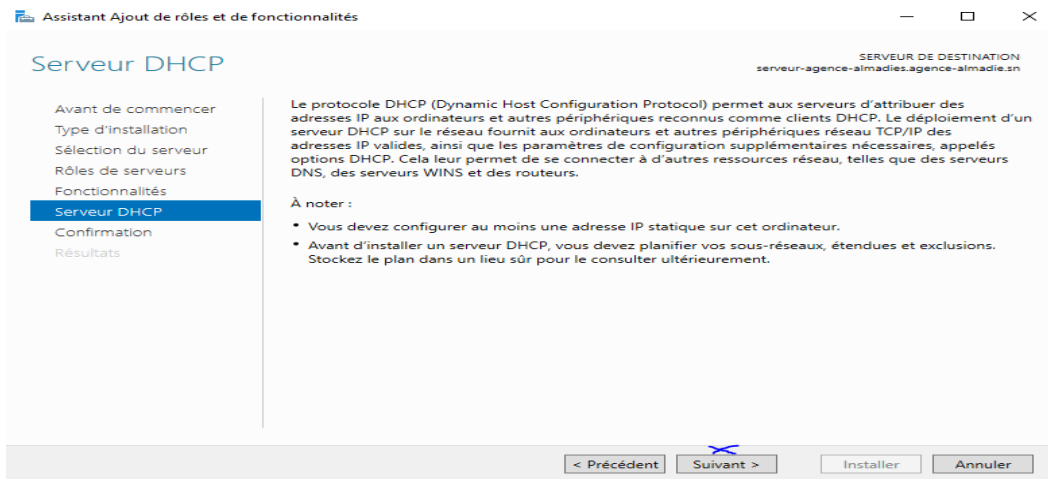 Assistant Ajout de rôles et de fonctionnalités
Serveur DHCP
SERVEUR DE DESTINATION
serveur-agence-almadies.agence-almadie.sn
Avant de commencer
Type d'installation
Sélection du serveur
Rôles de serveurs
Fonctionnalités
Serveur DHCP
Confirmation
Résultats
Le protocole DHCP (Dynamic Host Configuration Protocol) permet aux serveurs d'attribuer des
adresses IP aux ordinateurs et autres périphériques reconnus comme clients DHCP. Le déploiement d'un
serveur DHCP sur le réseau fournit aux ordinateurs et autres périphériques réseau TCP/IP des
adresses IP valides, ainsi que les paramètres de configuration supplémentaires nécessaires, appelés
options DHCP. Cela leur permet de se connecter à d'autres ressources réseau, telles que des serveurs
DNS, des serveurs WINS et des routeurs.
À noter :
• Vous devez configurer au moins une adresse IP statique sur cet ordinateur.
• Avant d'installer un serveur DHCP, vous devez planifier vos sous-réseaux, étendues et exclusions.
Stockez le plan dans un lieu sûr pour le consulter ultérieurement.
< Précédent
Suivant >
Installer
Annuler